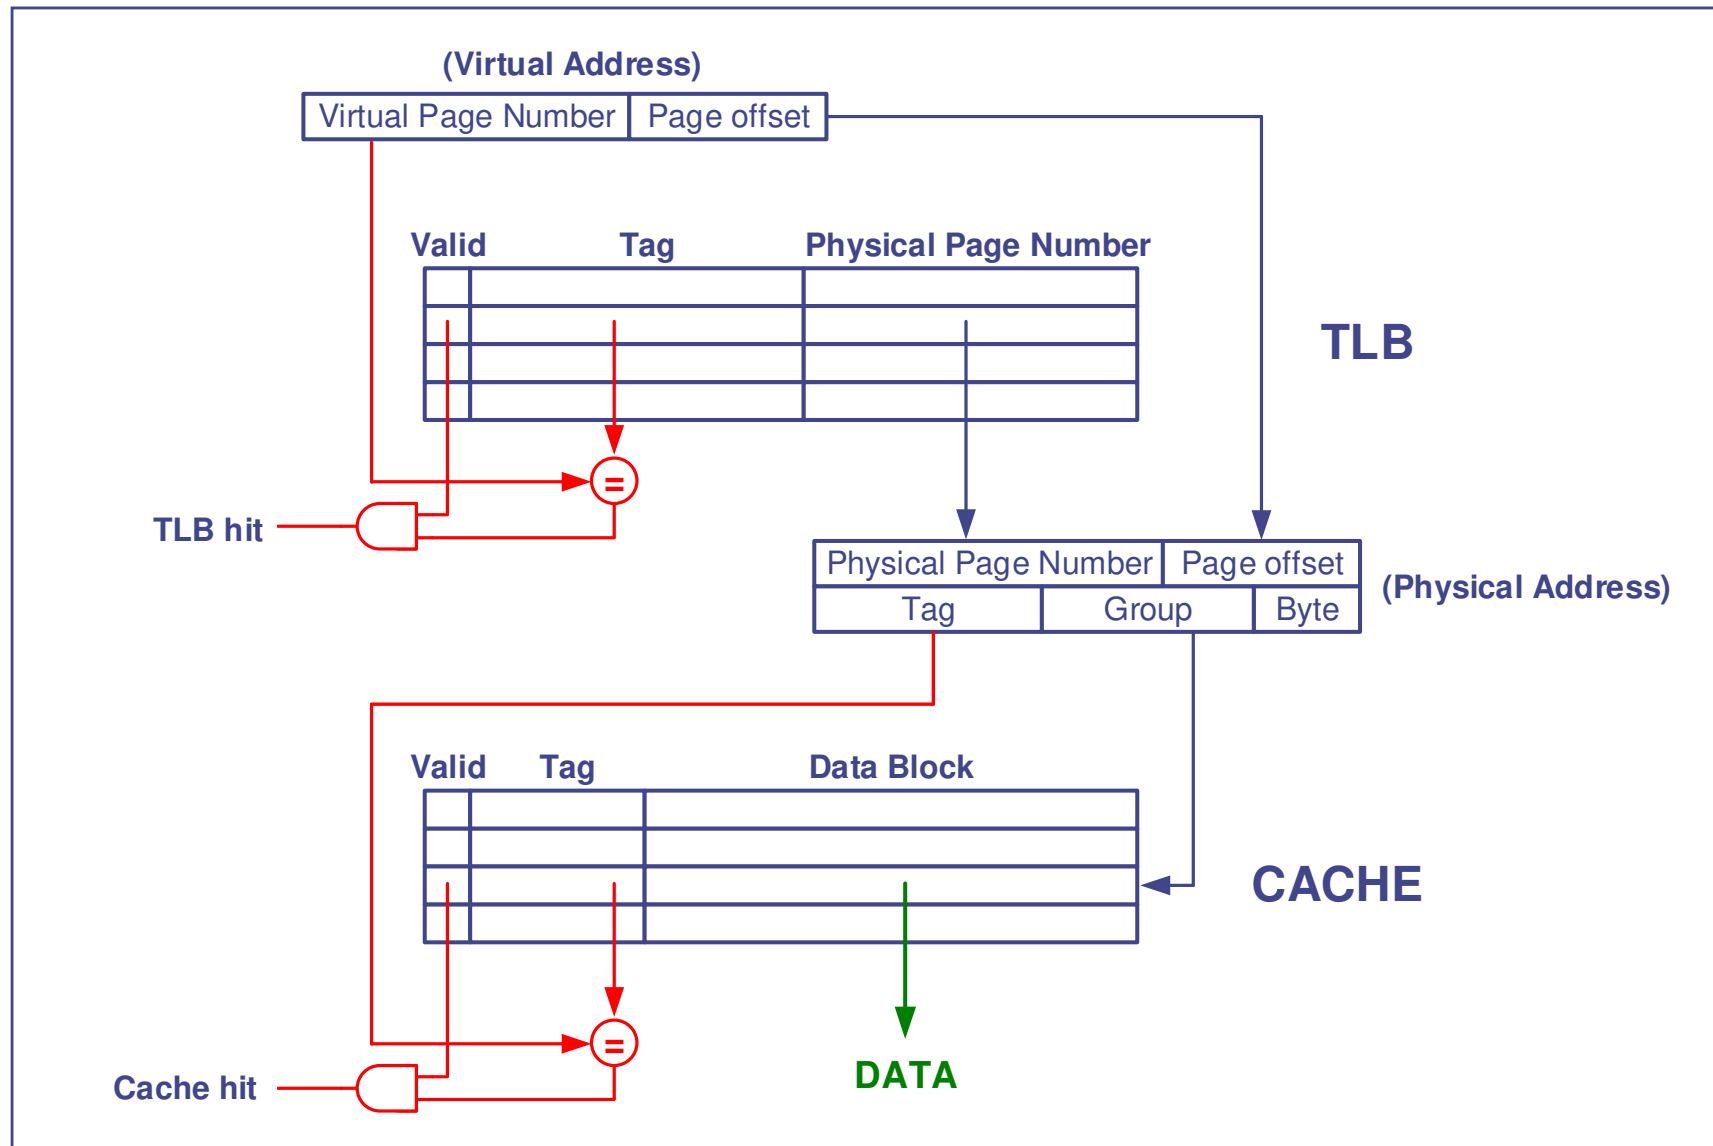 (Virtual Address)
Virtual Page Number Page offset
Valid Tag Physical Page Number
TLB
=
TLB hit
Physical Page Number Page offset
(Physical Address)
Tag Group Byte
Valid Tag Data Block
CACHE
=
DATA
Cache hit